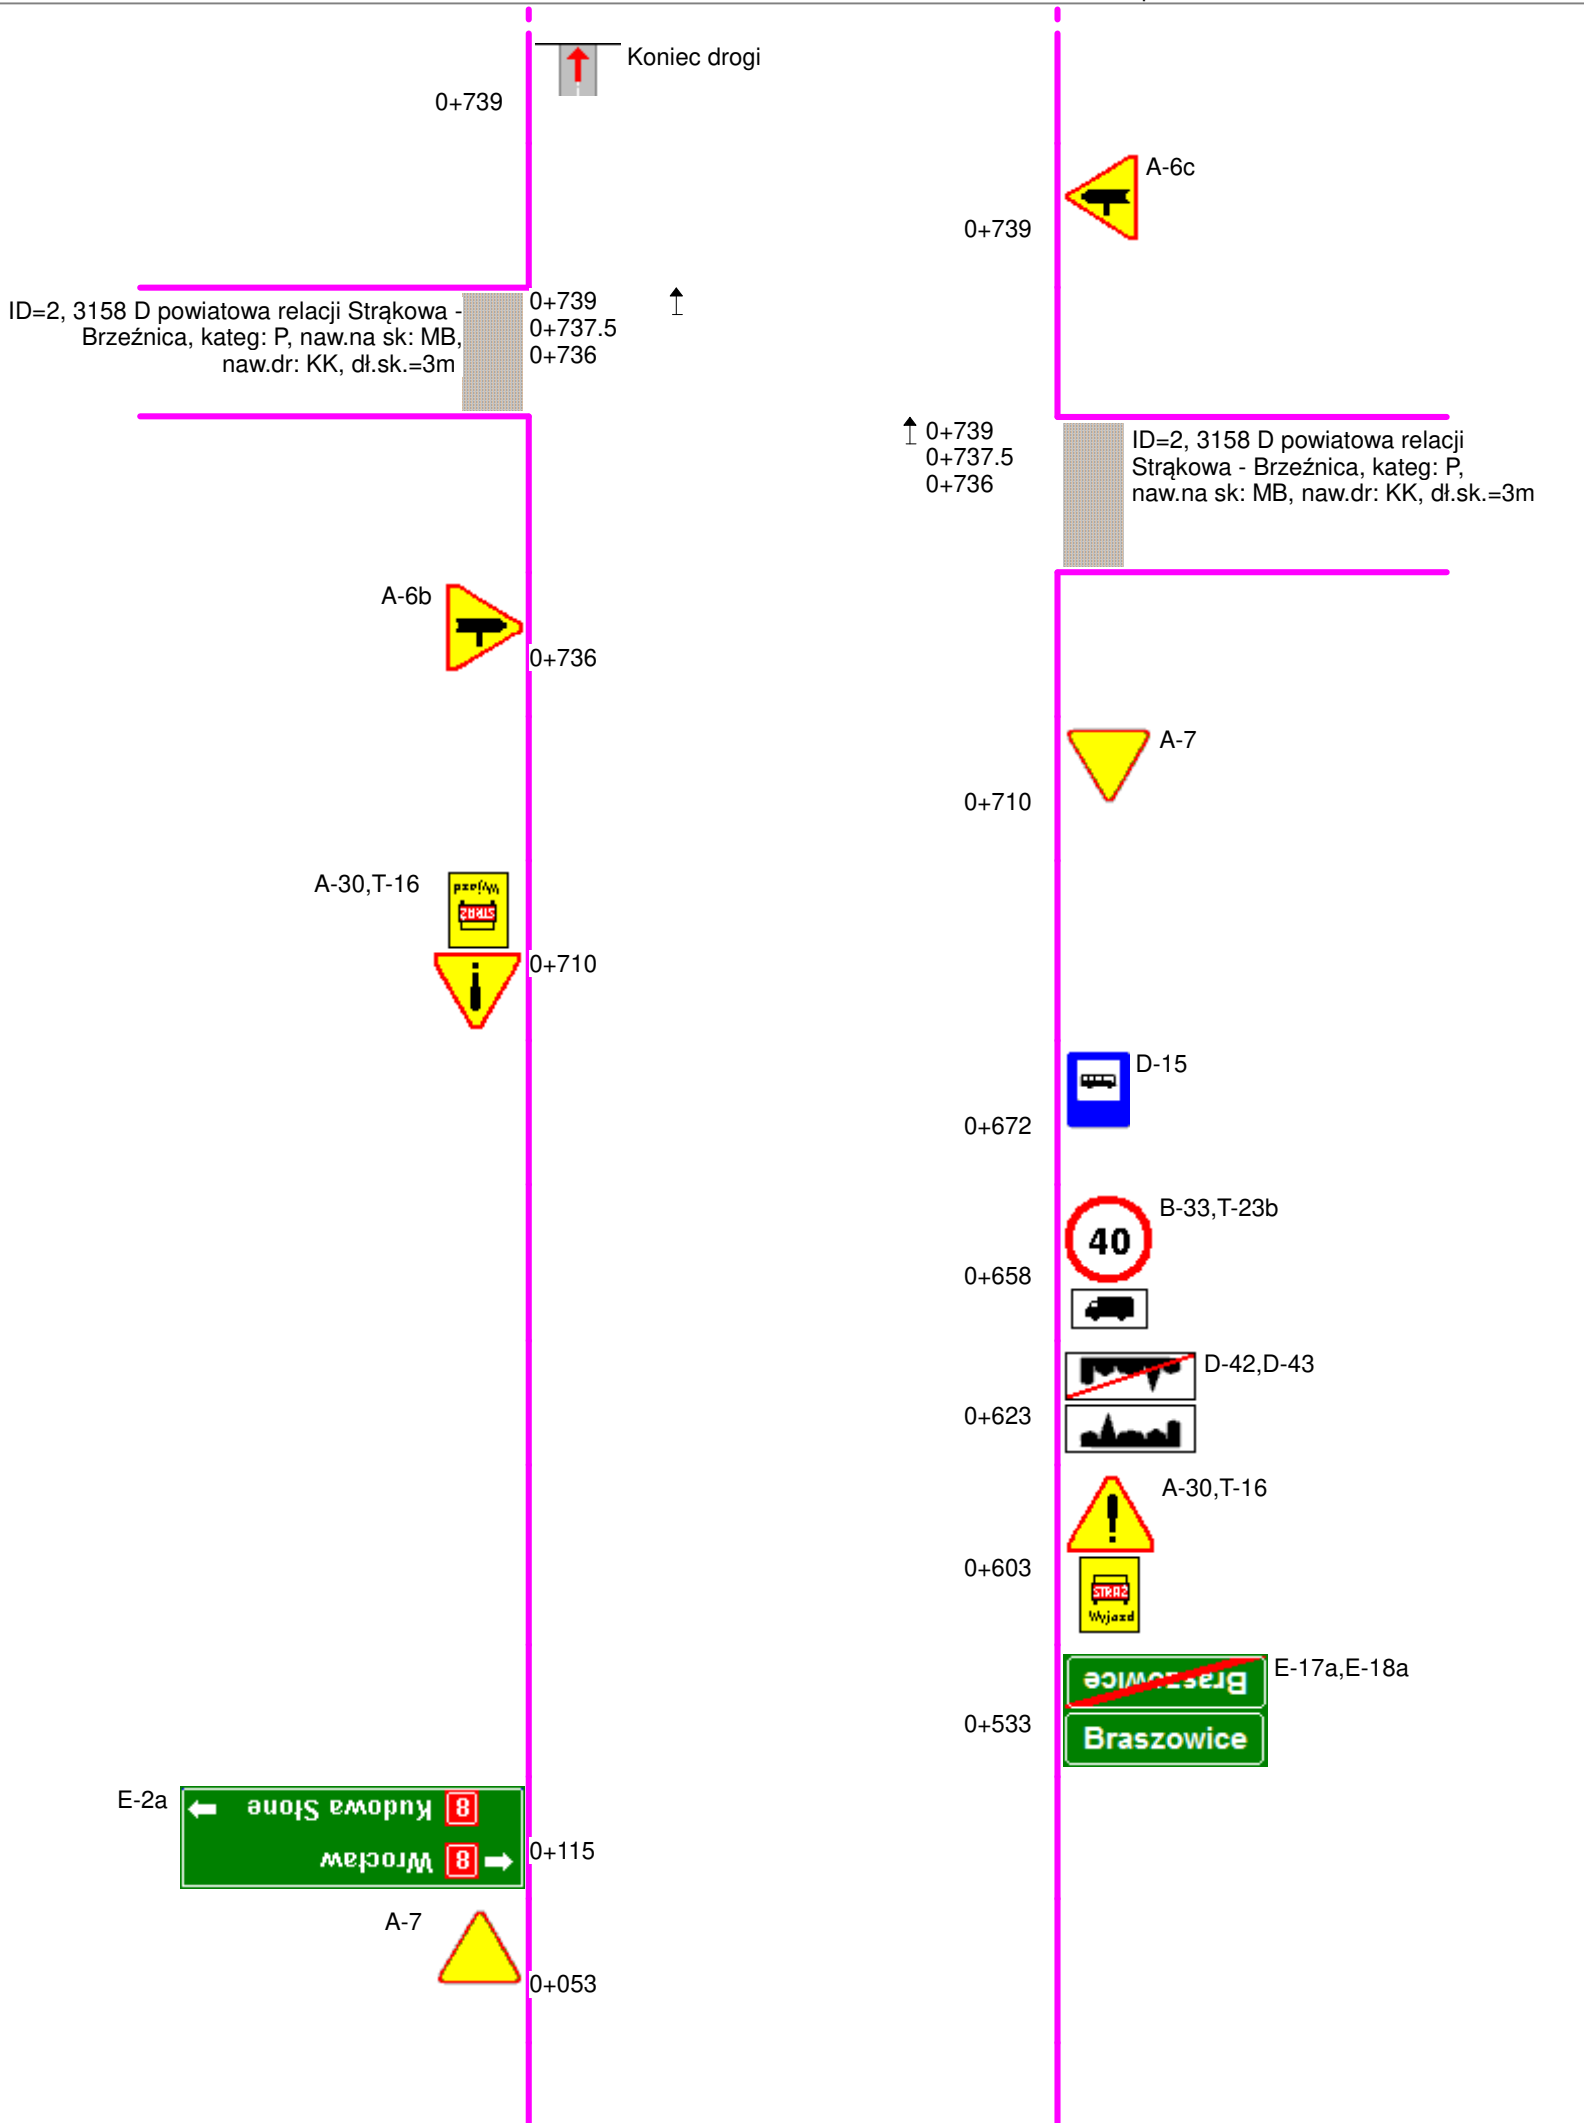 Koniec drogi
0+739
A-6c
0+739
ID=2, 3158 D powiatowa relacji Strąkowa -
Brzeźnica, kateg: P, naw.na sk: MB,
naw.dr: KK, dł.sk.=3m
0+739
0+737.5
0+736
0+739
0+737.5
0+736
ID=2, 3158 D powiatowa relacji
Strąkowa - Brzeźnica, kateg: P,
naw.na sk: MB, naw.dr: KK, dł.sk.=3m
A-6b
0+736
A-7
0+710
A-30,T-16
Wyjazd
STRAŻ
0+710
D-15
0+672
B-33,T-23b
40
0+658
D-42,D-43
0+623
A-30,T-16
0+603
STRAŻ
Wyjazd
E-17a,E-18a
Braszowice
0+533
Braszowice
E-2a
Kudowa Słone 8
Wrocław 8
0+115
A-7
0+053